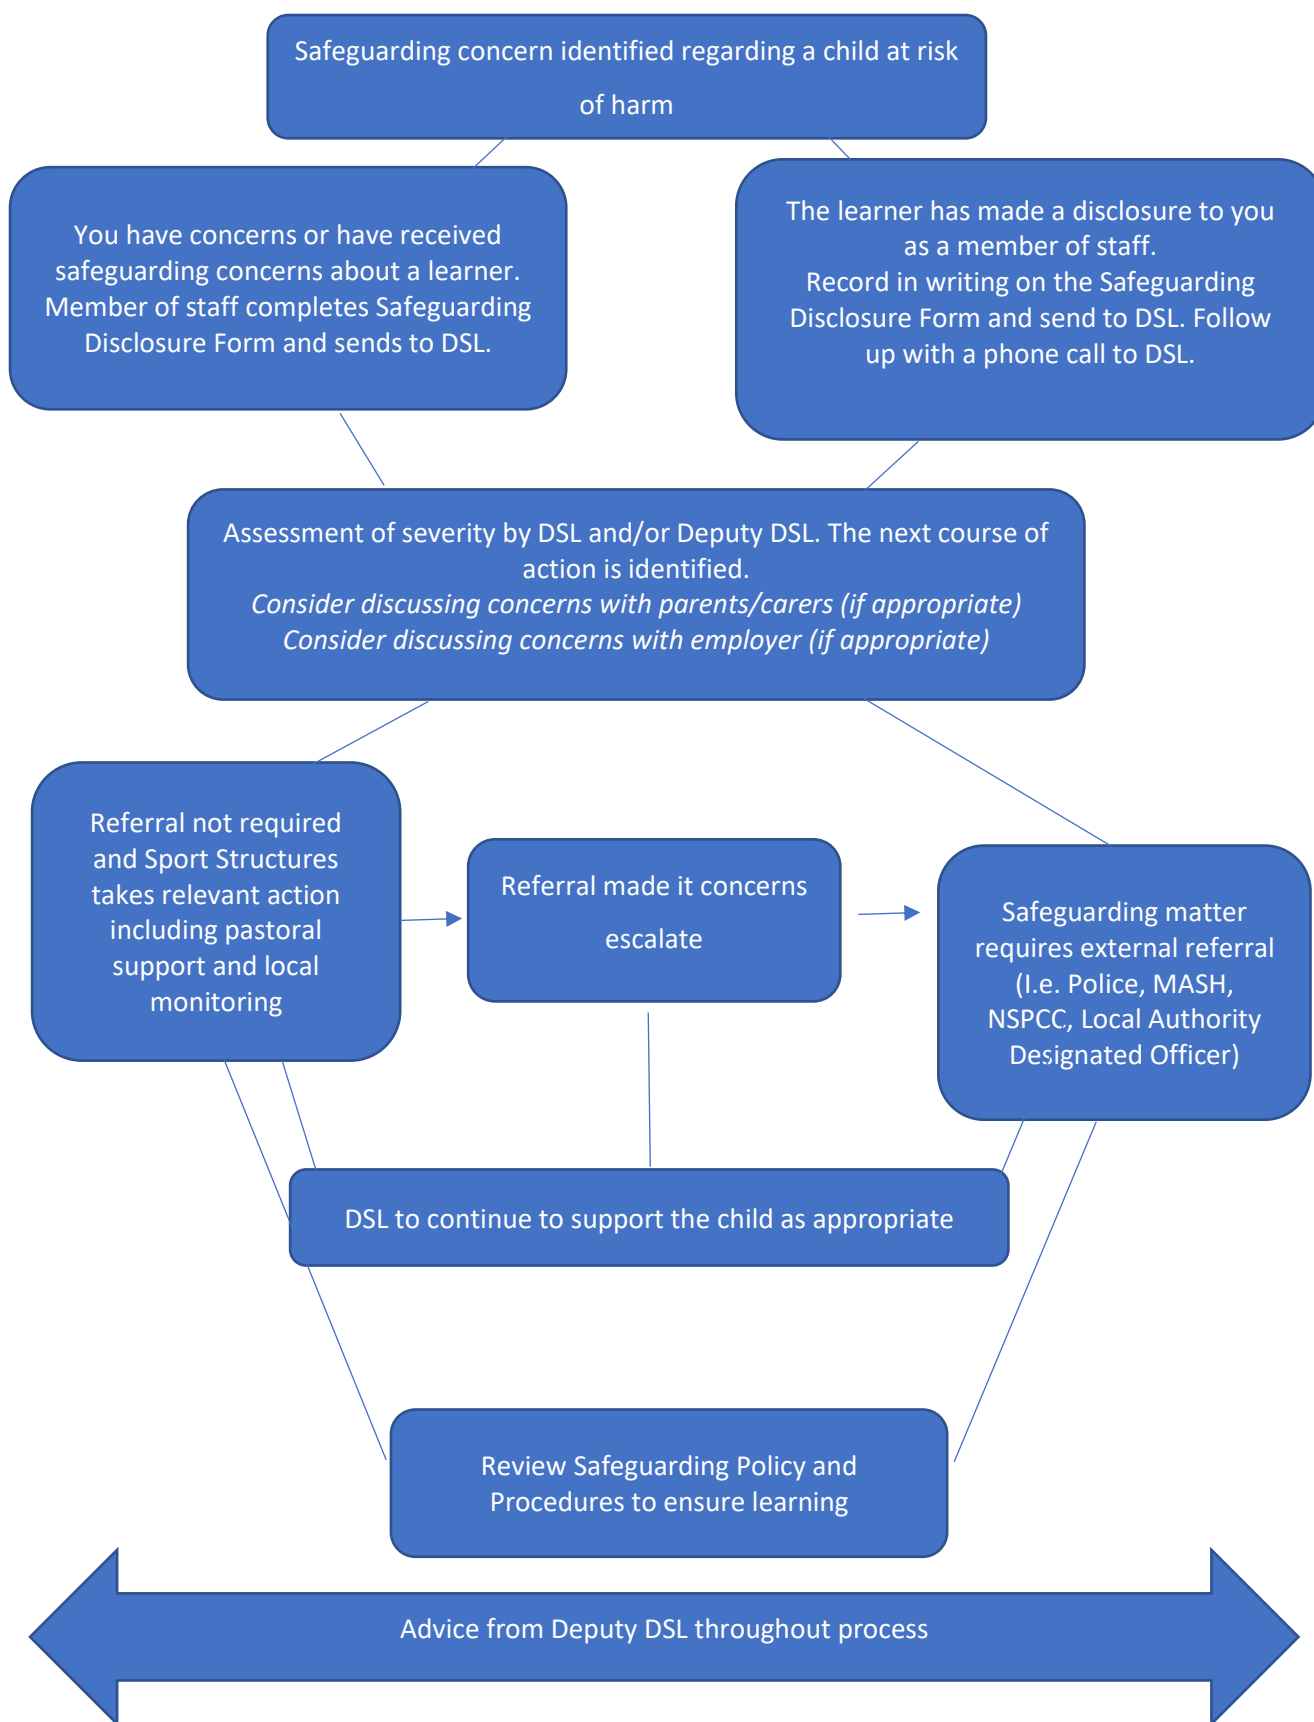 Safeguarding concern identified regarding a child at risk
of harm
You have concerns or have received
safeguarding concerns about a learner.
Member of staff completes Safeguarding
Disclosure Form and sends to DSL.
The learner has made a disclosure to you
as a member of staff.
Record in writing on the Safeguarding
Disclosure Form and send to DSL. Follow
up with a phone call to DSL.
Assessment of severity by DSL and/or Deputy DSL. The next course of
action is identified.
Consider discussing concerns with parents/carers (if appropriate)
Consider discussing concerns with employer (if appropriate)
Referral not required
and Sport Structures
takes relevant action
including pastoral
support and local
monitoring
Referral made it concerns
escalate
Safeguarding matter
requires external referral
(I.e. Police, MASH,
NSPCC, Local Authority
Designated Officer)
DSL to continue to support the child as appropriate
Review Safeguarding Policy and
Procedures to ensure learning
Advice from Deputy DSL throughout process